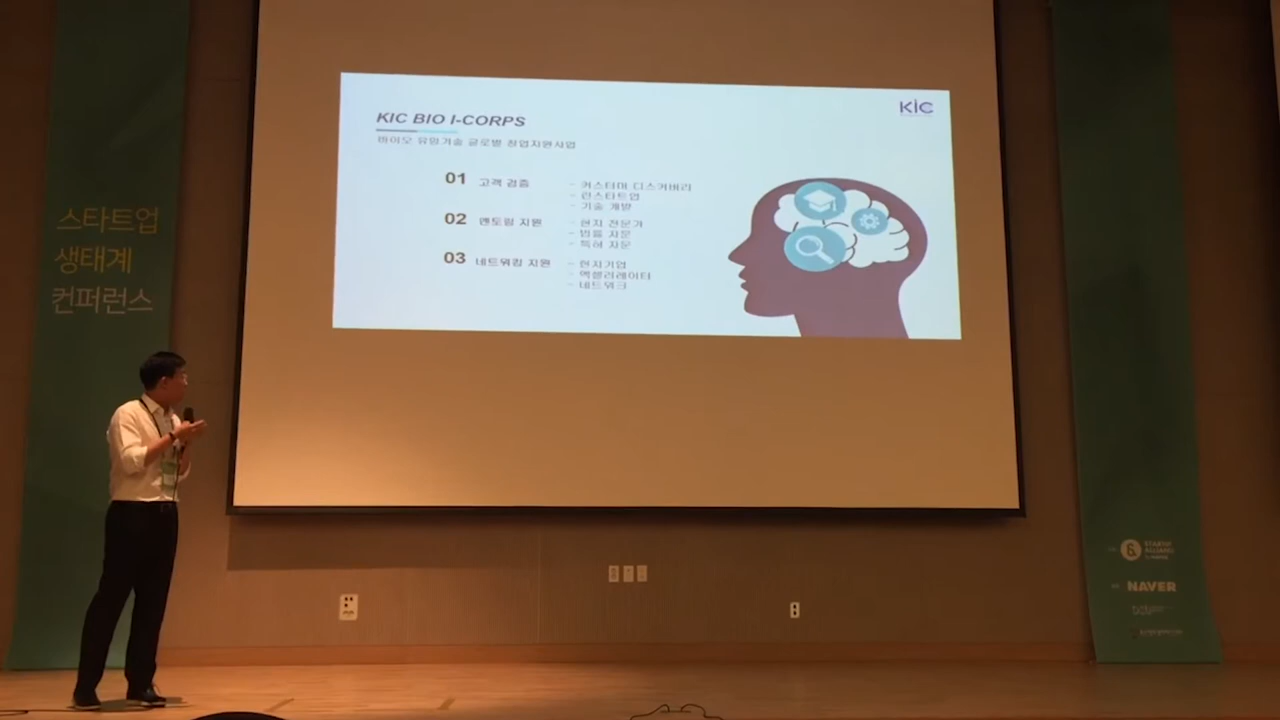 스타트업
생태계
컨퍼런스
KIC
KIC BIO I-CORPS
바이오 유망기술 글로벌 창업지원사업
01 고객 검증
- 커스터머 디스커버리
- 린스타트업
- 기술 개발
02 멘토링 지원
- 현지 전문가
- 법률 자문
- 특허 자문
03 네트워킹 지원
- 현지기업
- 액셀러레이터
- 네트워크
STARTUP
ALLIANCE
NAVER